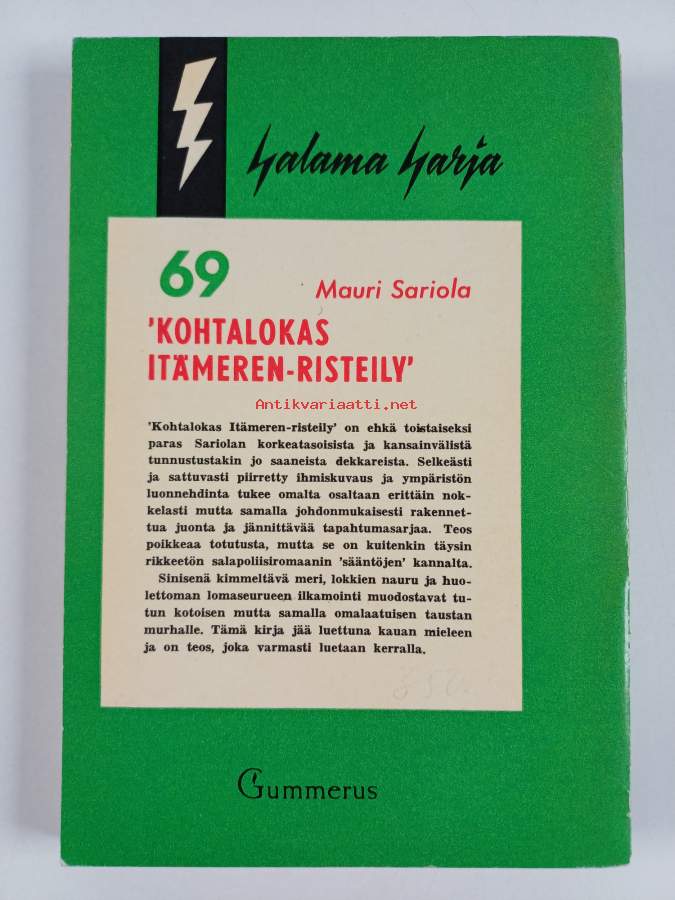 Salama Sarja
69
Mauri Sariola
'KOHTALOKAS
ITÄMEREN-RISTEILY'
Antikvariaatti.net
'Kohtalokas Itämeren-risteily' on ehkä toistaiseksi
paras Sariolan korkeatasoisista ja kansainvälistä
tunnustustakin jo saaneista dekkareista. Selkeästi
ja sattuvasti piirretty ihmiskuvaus ja ympäristön
luonnehdinta tukee omalta osaltaan erittäin nok-
kelasti mutta samalla johdonmukaisesti rakennet-
tua juonta ja jännittävää tapahtumasarjaa. Teos
poikkeaa totutusta, mutta se on kuitenkin täysin
rikkeetön salapoliisiromaanin 'sääntöjen' kannalta.
Sinisenä kimmeltävä meri, lokkien nauru ja huo-
lettoman lomaseurueen ilkamointi muodostavat tu-
tun kotoisen mutta samalla omalaatuisen taustan
murhalle. Tämä kirja jää luettuna kauan mieleen
ja on teos, joka varmasti luetaan kerralla.
Gummerus